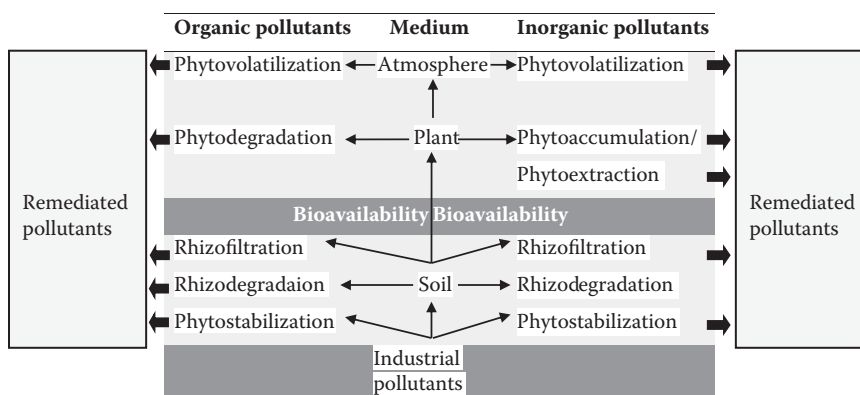 Organic pollutants Medium Inorganic pollutants
Phytovolatilization Atmosphere Phytovolatilization
Phytodegradation Plant Phytoaccumulation/
Phytoextraction
Remediated
pollutants
Bioavailability Bioavailability
Remediated
pollutants
Rhizofiltration Rhizofiltration
Rhizodegradaion Soil Rhizodegradation
Phytostabilization Phytostabilization
Industrial
pollutants